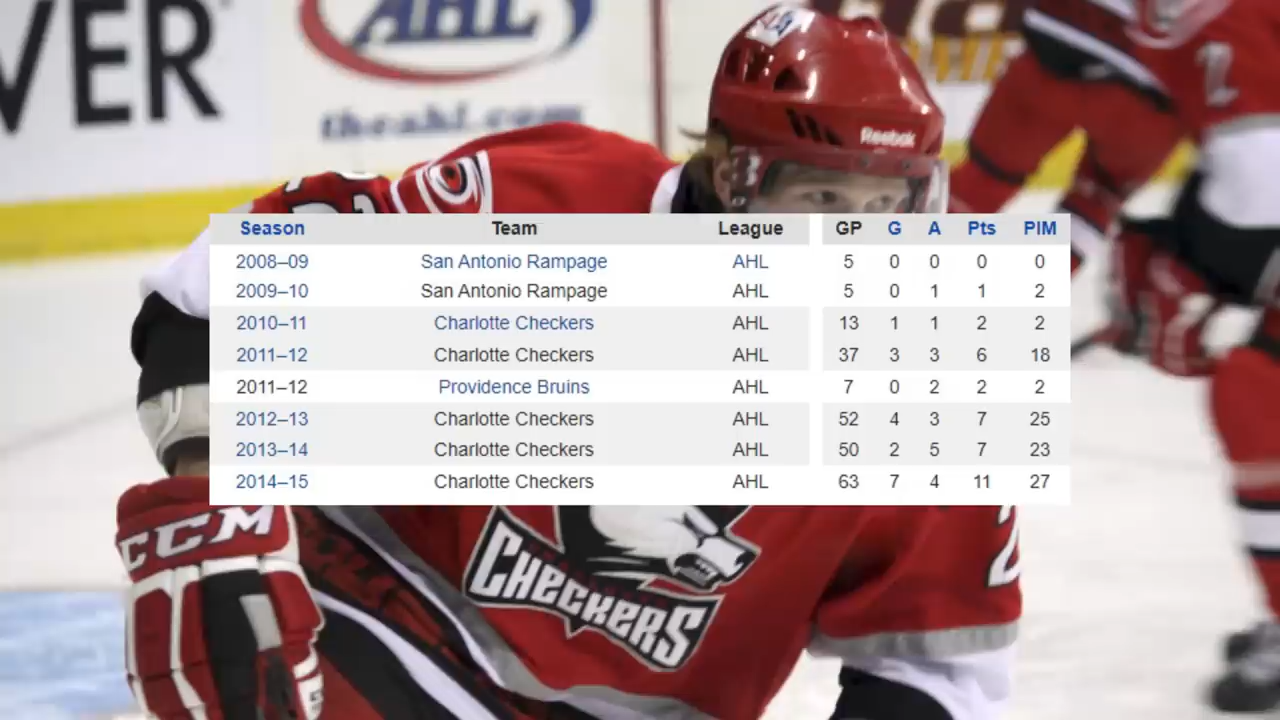 VER
AHL
theahl.com
Reebok
2
Season Team League GP G A Pts PIM
2008–09 San Antonio Rampage AHL 5 0 0 0 0
2009–10 San Antonio Rampage AHL 5 0 1 1 2
2010–11 Charlotte Checkers AHL 13 1 1 2 2
2011–12 Charlotte Checkers AHL 37 3 3 6 18
2011–12 Providence Bruins AHL 7 0 2 2 2
2012–13 Charlotte Checkers AHL 52 4 3 7 25
2013–14 Charlotte Checkers AHL 50 2 5 7 23
2014–15 Charlotte Checkers AHL 63 7 4 11 27
CCM
CHECKERS
2